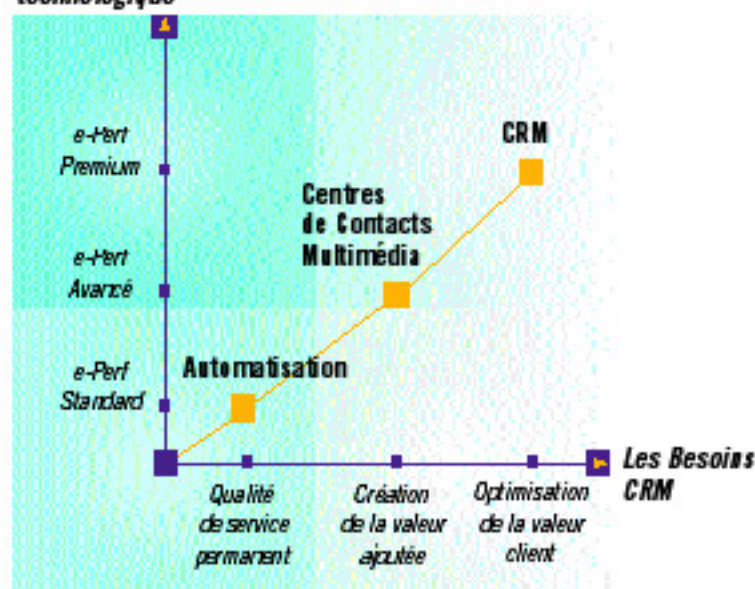 technologique
e-Perf
Premium
e-Perf
Avancé
e-Perf
Standard
CRM
Centres
de Contacts
Multimédia
Automatisation
Les Besoins
CRM
Qualité
de service
permanent
Création
de la valeur
ajoutée
Optimisation
de la valeur
client